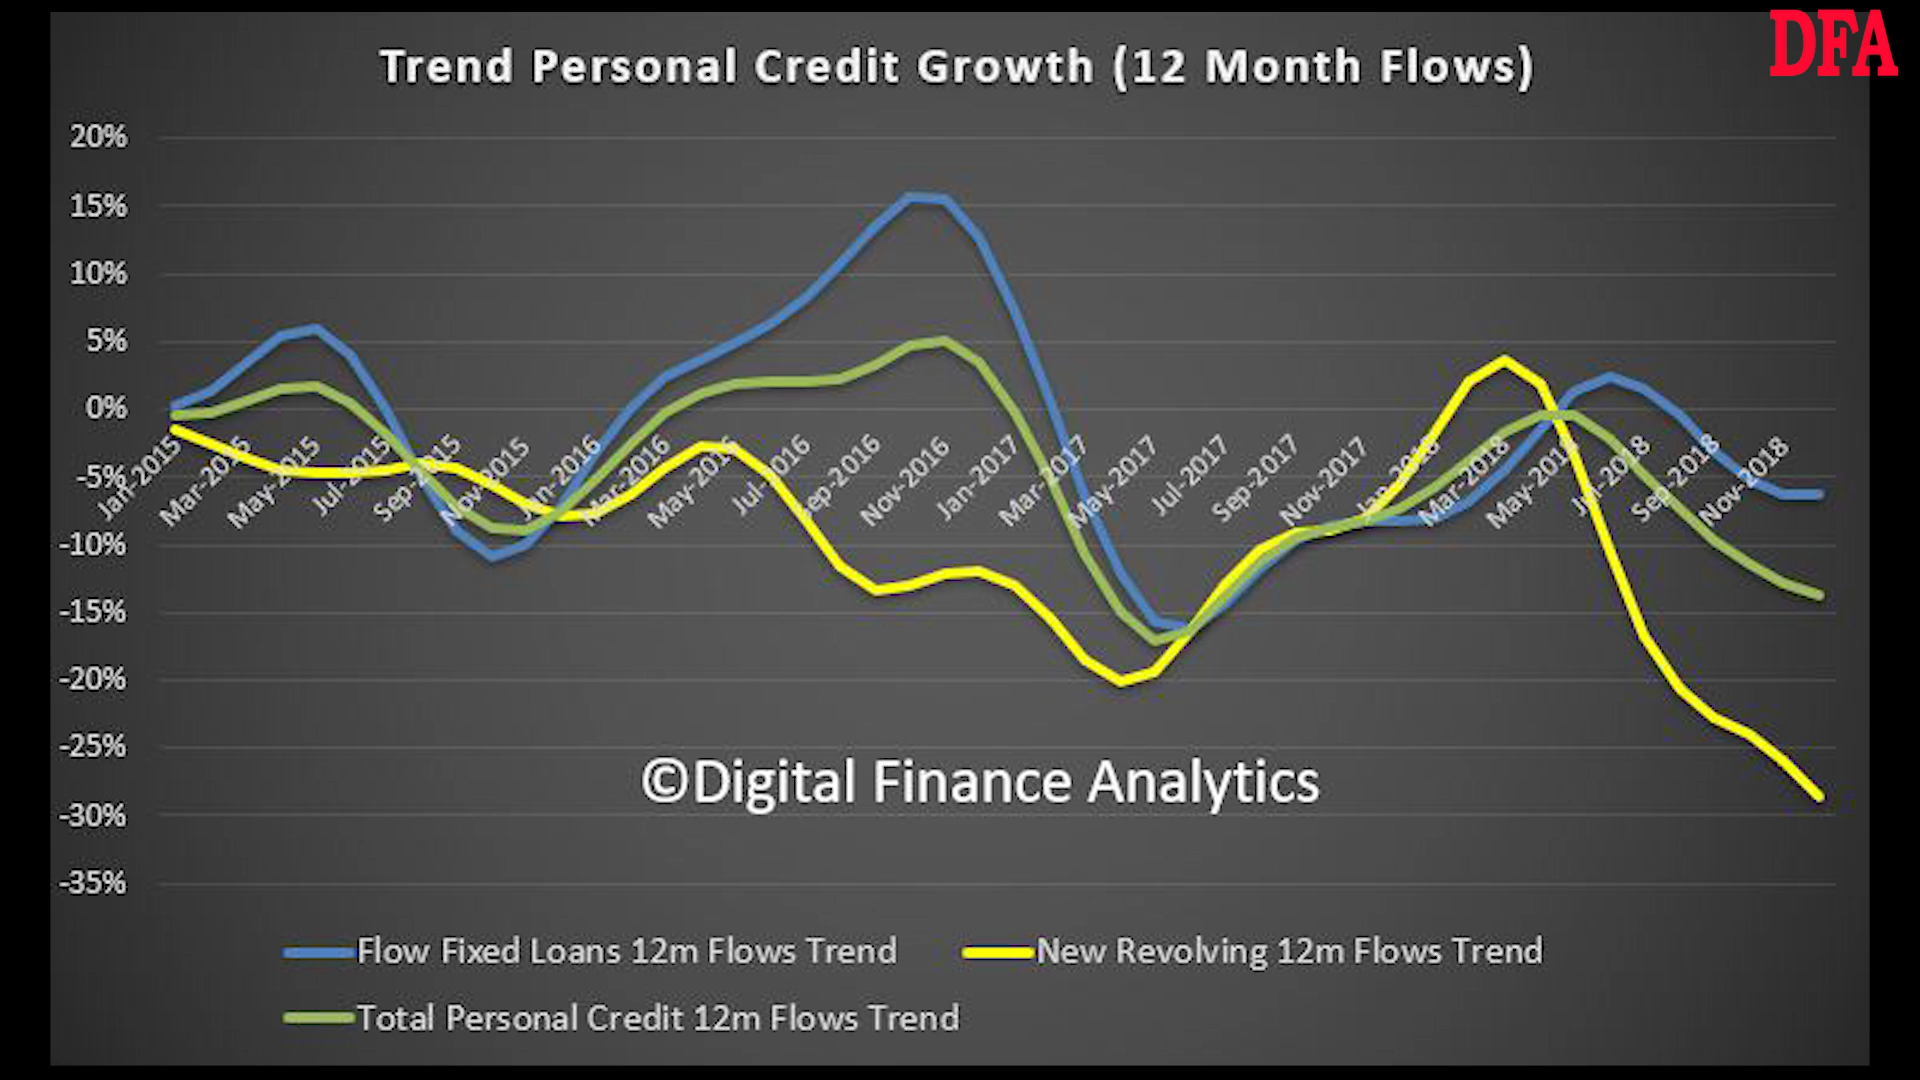 DFA
Trend Personal Credit Growth (12 Month Flows)
20%
15%
10%
5%
0%
-5%
-10%
-15%
-20%
-25%
-30%
-35%
Jan-2015
Mar-2015
May-2015
Jul-2015
Sep-2015
Nov-2015
Jan-2016
Mar-2016
May-2016
Jul-2016
Sep-2016
Nov-2016
Jan-2017
Mar-2017
May-2017
Jul-2017
Sep-2017
Nov-2017
Jan-2018
Mar-2018
May-2018
Jul-2018
Sep-2018
Nov-2018
©Digital Finance Analytics
Flow Fixed Loans 12m Flows Trend
New Revolving 12m Flows Trend
Total Personal Credit 12m Flows Trend